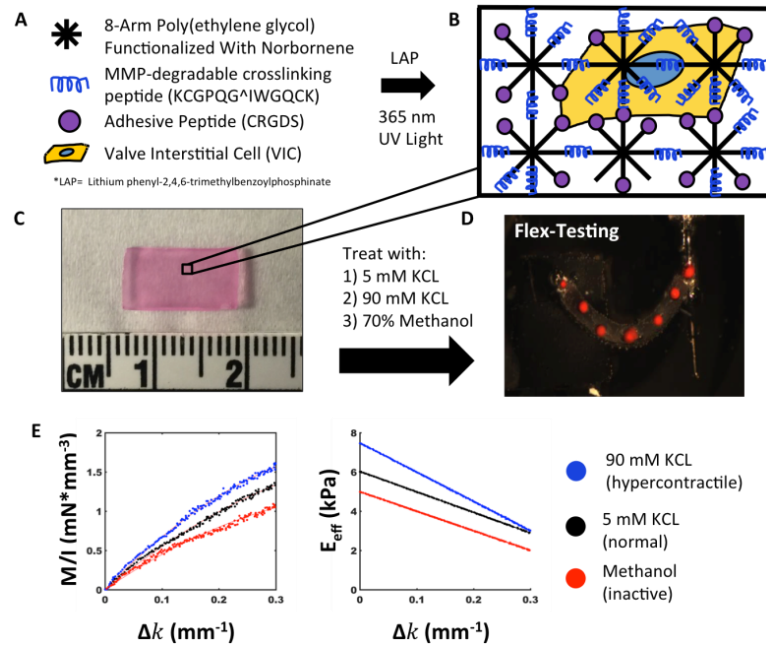 A
8-Arm Poly(ethylene glycol)
Functionalized With Norbornene
MMP-degradable crosslinking
peptide (KCGPQG^IWGQCK)
Adhesive Peptide (CRGDS)
Valve Interstitial Cell (VIC)
*LAP= Lithium phenyl-2,4,6-trimethylbenzoylphosphinate
LAP
365 nm
UV Light
B
C
CM 1 2
Treat with:
1) 5 mM KCL
2) 90 mM KCL
3) 70% Methanol
D
Flex-Testing
E
M/I (mN*mm-3)
2
1.5
1
0.5
0
0 0.1 0.2 0.3
Δk (mm-1)
Eeff (kPa)
8
6
4
2
0
0 0.1 0.2 0.3
Δk (mm-1)
90 mM KCL
(hypercontractile)
5 mM KCL
(normal)
Methanol
(inactive)